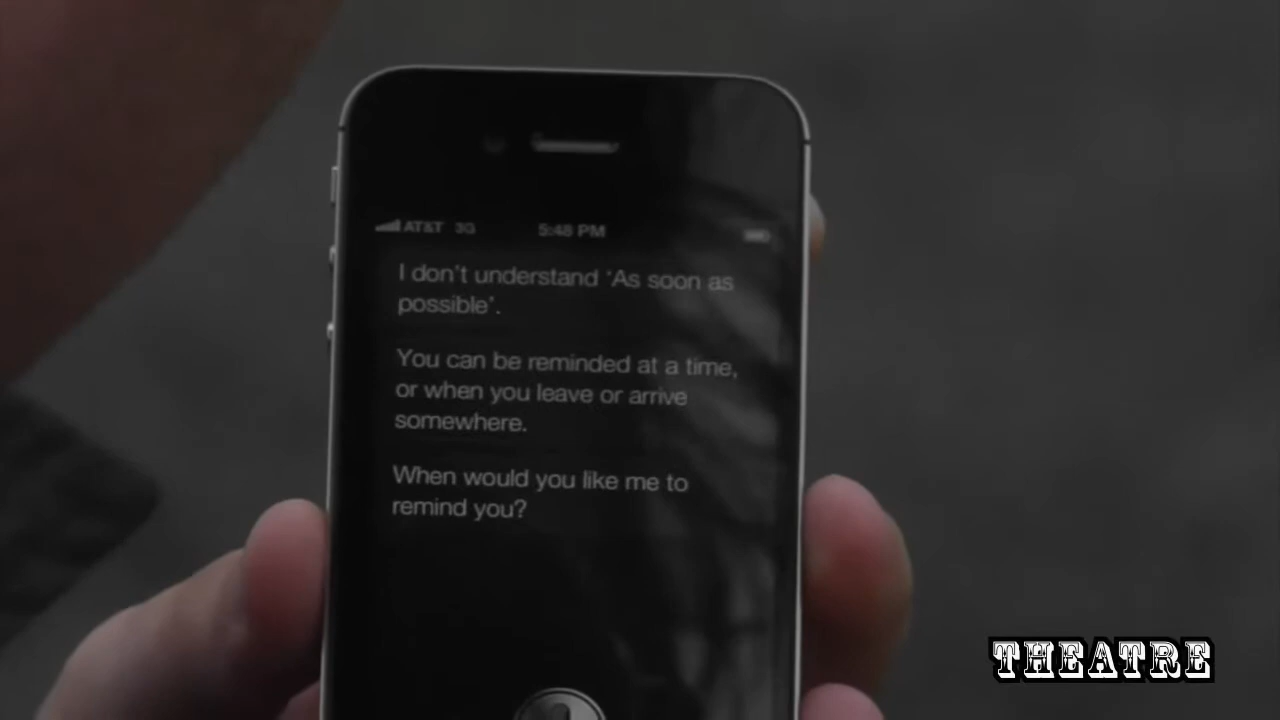 AT&T 3G 5:48 PM
I don't understand 'As soon as
possible'.
You can be reminded at a time,
or when you leave or arrive
somewhere.
When would you like me to
remind you?
THEATRE